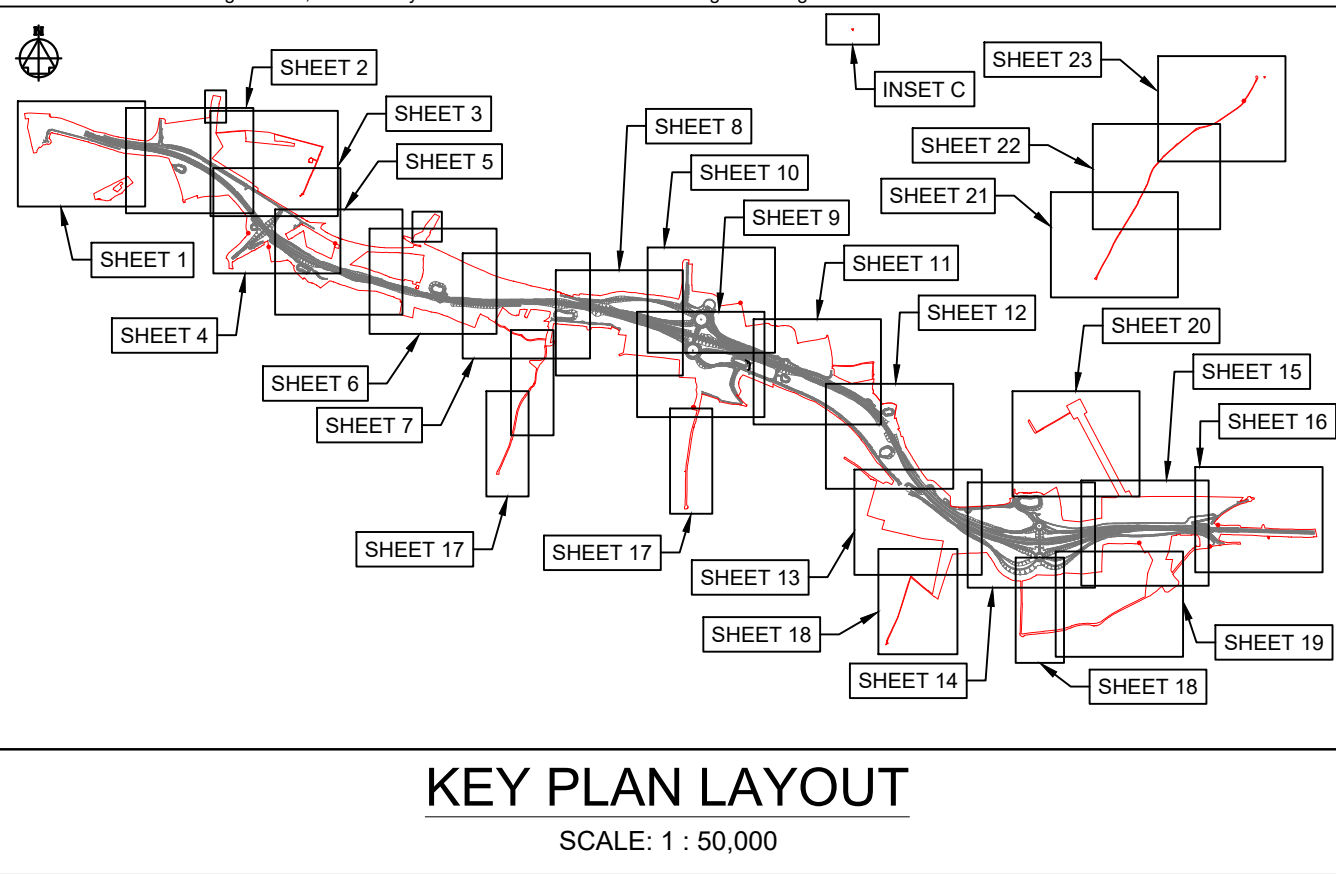 N
SHEET 2
SHEET 23
INSET C
SHEET 3
SHEET 8
SHEET 22
SHEET 5
SHEET 10
SHEET 21
SHEET 9
SHEET 1
SHEET 11
SHEET 12
SHEET 20
SHEET 4
SHEET 15
SHEET 6
SHEET 16
SHEET 7
SHEET 17
SHEET 17
SHEET 13
SHEET 18
SHEET 19
SHEET 14
SHEET 18
KEY PLAN LAYOUT
SCALE: 1 : 50,000